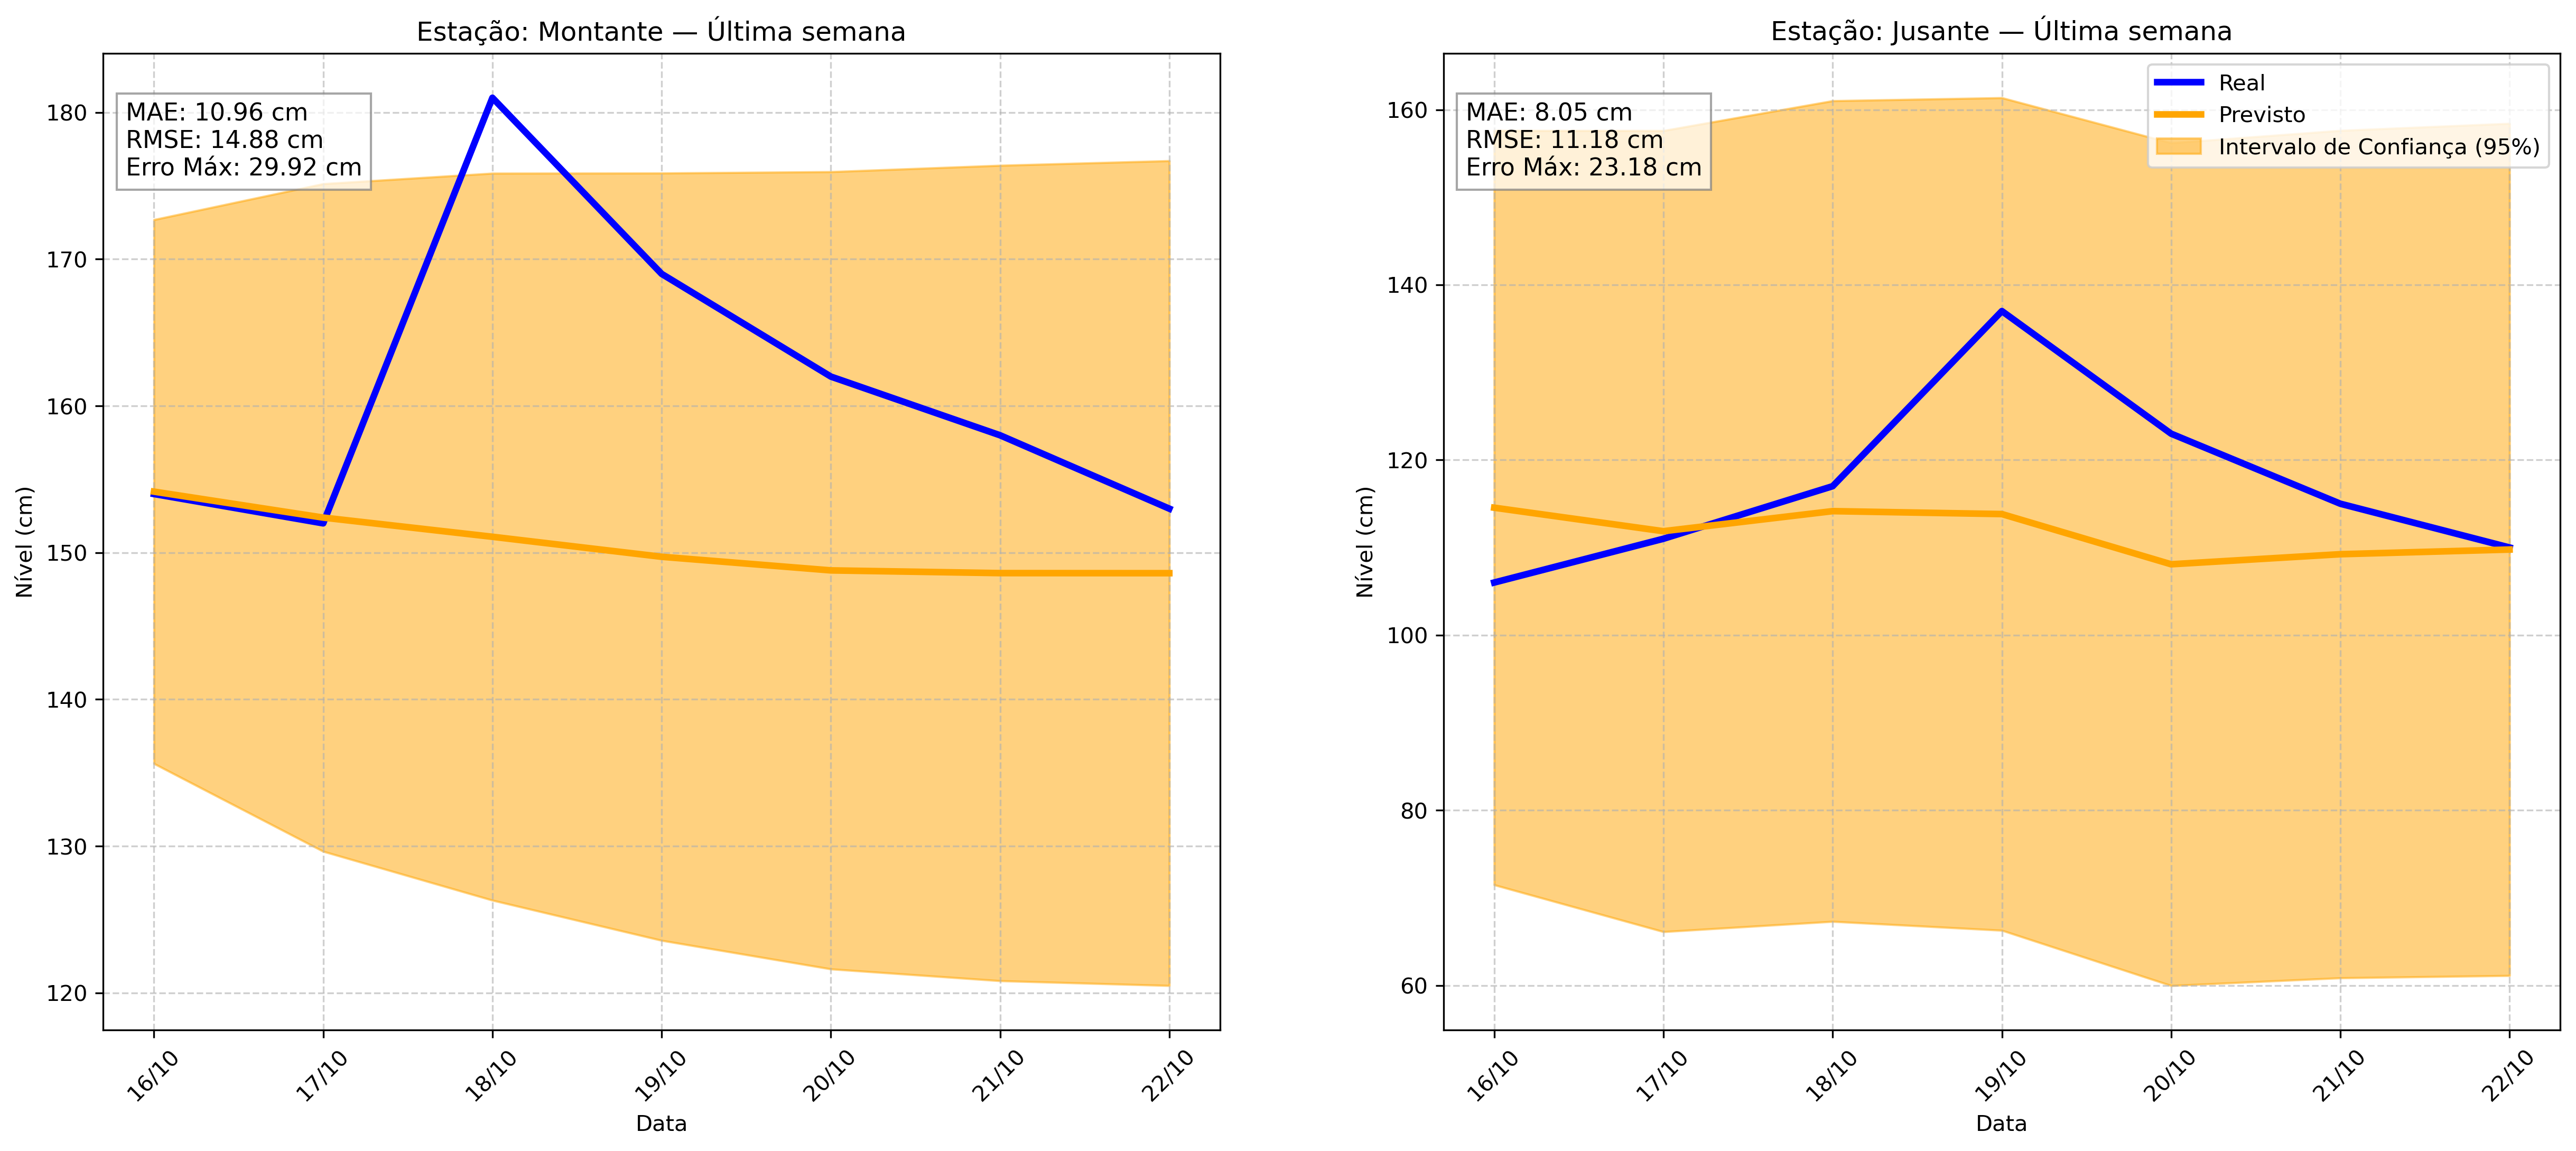 Estação: Montante — Última semana
MAE: 10.96 cm
RMSE: 14.88 cm
Erro Máx: 29.92 cm
Nível (cm)
180
170
160
150
140
130
120
16/10
17/10
18/10
19/10
20/10
21/10
22/10
Data
Estação: Jusante — Última semana
MAE: 8.05 cm
RMSE: 11.18 cm
Erro Máx: 23.18 cm
Real
Previsto
Intervalo de Confiança (95%)
Nível (cm)
160
140
120
100
80
60
16/10
17/10
18/10
19/10
20/10
21/10
22/10
Data